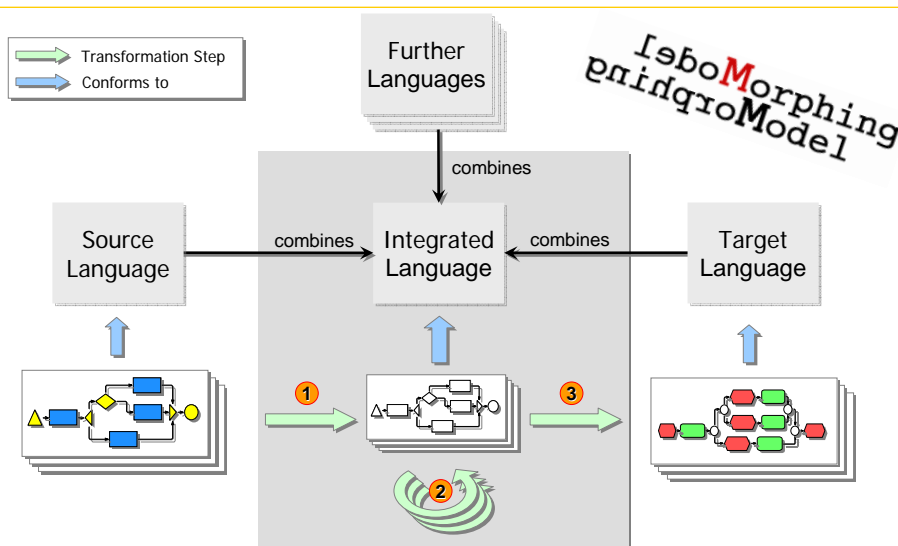 Transformation Step
Conforms to
Further
Languages
ModelMorphing
MorphingModel
combines
Source
Language
combines
Integrated
Language
combines
Target
Language
1
3
2